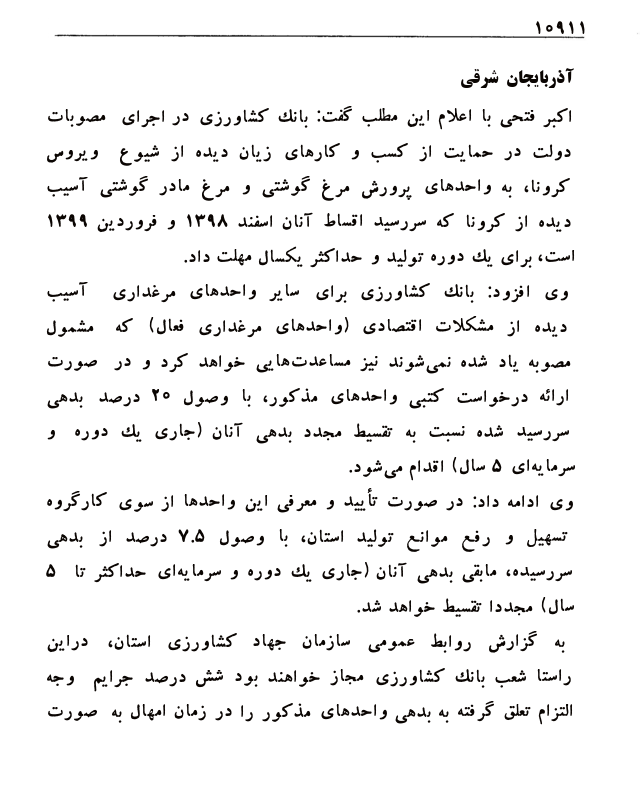 ۱۰۹۱۱
آذربایجان شرقی
اکبر فتحی با اعلام این مطلب گفت: بانك کشاورزی در اجرای مصوبات
دولت در حمایت از کسب و کارهای زیان دیده از شیوع ویروس
کرونا، به واحدهای پرورش مرغ گوشتی و مرغ مادر گوشتی آسیب
دیده از کرونا که سررسید اقساط آنان اسفند ۱۳۹۸ و فروردین ۱۳۹۹
است، برای یك دوره تولید و حداکثر یکسال مهلت داد.
وی افزود: بانك کشاورزی برای سایر واحدهای مرغداری آسیب
دیده از مشکلات اقتصادی (واحدهای مرغداری فعال) که مشمول
مصوبه یاد شده نمی‌شوند نیز مساعدت‌هایی خواهد کرد و در صورت
ارائه درخواست کتبی واحدهای مذکور، با وصول ۲۰ درصد بدهی
سررسید شده نسبت به تقسیط مجدد بدهی آنان (جاری یك دوره و
سرمایه‌ای ۵ سال) اقدام می‌شود.
وی ادامه داد: در صورت تأیید و معرفی این واحدها از سوی کارگروه
تسهیل و رفع موانع تولید استان، با وصول ۷.۵ درصد از بدهی
سررسیده، مابقی بدهی آنان (جاری یك دوره و سرمایه‌ای حداکثر تا ۵
سال) مجددا تقسیط خواهد شد.
به گزارش روابط عمومی سازمان جهاد کشاورزی استان، دراین
راستا شعب بانك کشاورزی مجاز خواهند بود شش درصد جرایم وجه
التزام تعلق گرفته به بدهی واحدهای مذکور را در زمان امهال به صورت